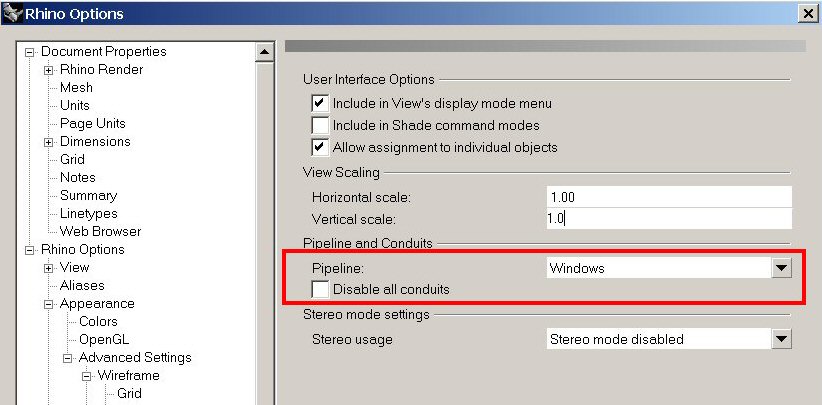 Rhino Options
Document Properties
Rhino Render
Mesh
Units
Page Units
Dimensions
Grid
Notes
Summary
Linetypes
Web Browser
Rhino Options
View
Aliases
Appearance
Colors
OpenGL
Advanced Settings
Wireframe
Grid
User Interface Options
Include in View's display mode menu
Include in Shade command modes
Allow assignment to individual objects
View Scaling
Horizontal scale: 1.00
Vertical scale: 1.0
Pipeline and Conduits
Pipeline: Windows
Disable all conduits
Stereo mode settings
Stereo usage Stereo mode disabled